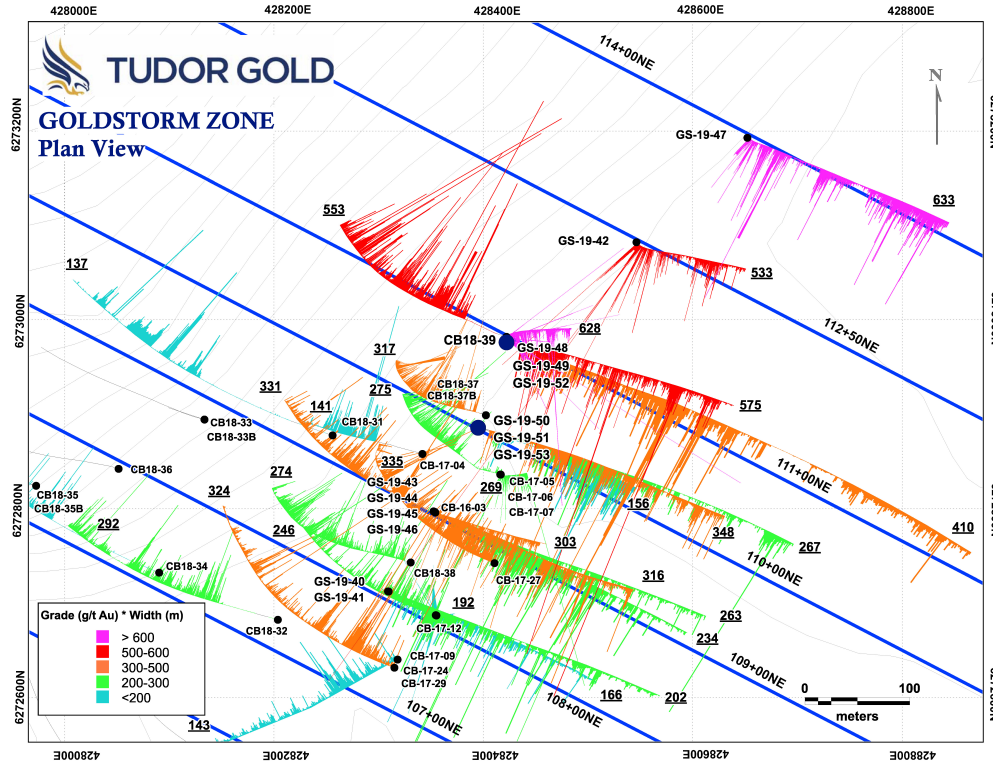 428000E
428200E
428400E
428600E
428800E
TUDOR GOLD
GOLDSTORM ZONE
Plan View
N
114+00NE
GS-19-47
633
6273200N
553
GS-19-42
533
137
6273000N
112+50NE
CB18-39
628
GS-19-48
GS-19-49
GS-19-52
317
CB18-37
CB18-37B
275
575
331
141
CB18-31
CB18-33
CB18-33B
GS-19-50
GS-19-51
GS-19-53
335
CB-17-04
111+00NE
CB18-36
274
GS-19-43
GS-19-44
GS-19-45
GS-19-46
269
CB-17-05
CB-17-06
CB-17-07
CB18-35
CB18-35B
324
CB-16-03
156
6272800N
292
246
303
348
267
410
110+00NE
CB18-34
CB18-38
CB-17-27
316
GS-19-40
GS-19-41
192
263
CB-17-12
234
CB18-32
Grade (g/t Au) * Width (m)
> 600
500-600
300-500
200-300
<200
CB-17-09
CB-17-24
CB-17-29
109+00NE
166
202
0
100
meters
6272600N
143
107+00NE
108+00NE
428000E
428200E
428400E
428600E
428800E